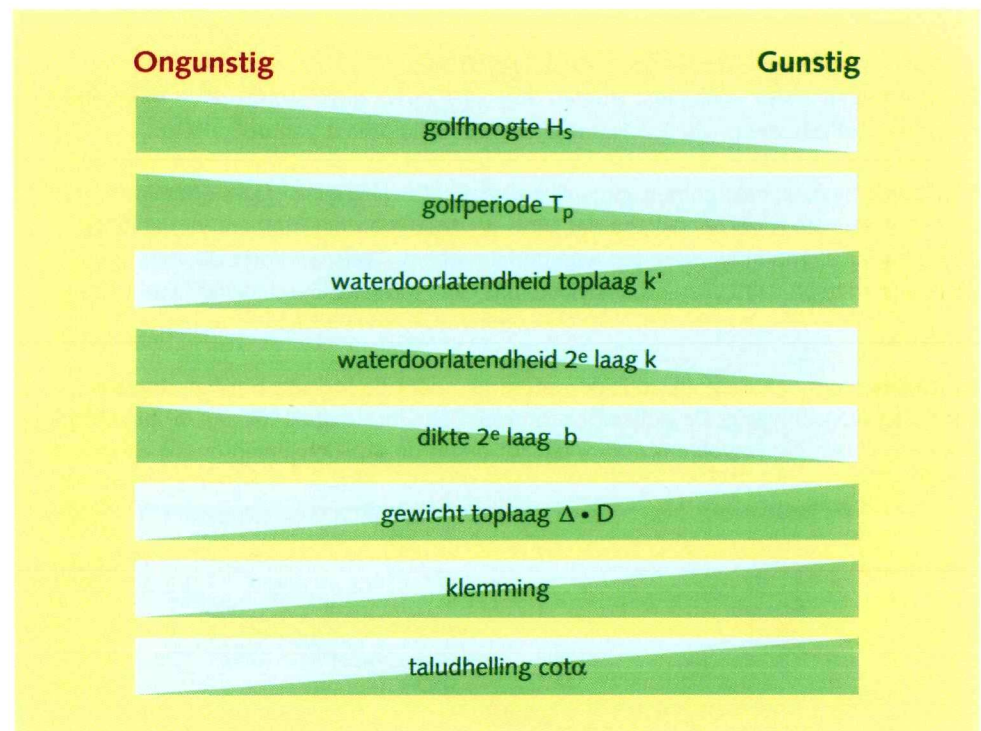 Ongunstig Gunstig
golfhoogte Hₛ
golfperiode Tₚ
waterdoorlatendheid toplaag k'
waterdoorlatendheid 2ᵉ laag k
dikte 2ᵉ laag b
gewicht toplaag Δ • D
klemming
taludhelling cotα